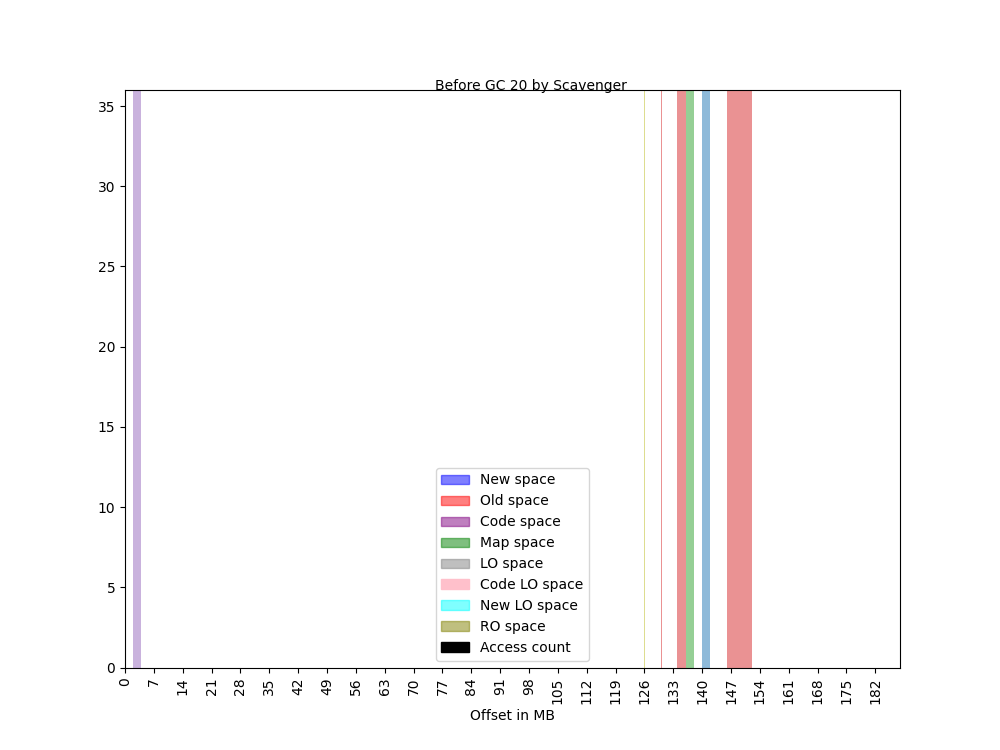 Before GC 20 by Scavenger
35
30
25
20
15
10
5
0
New space
Old space
Code space
Map space
LO space
Code LO space
New LO space
RO space
Access count
0 7 14 21 28 35 42 49 56 63 70 77 84 91 98 105 112 119 126 133 140 147 154 161 168 175 182
Offset in MB